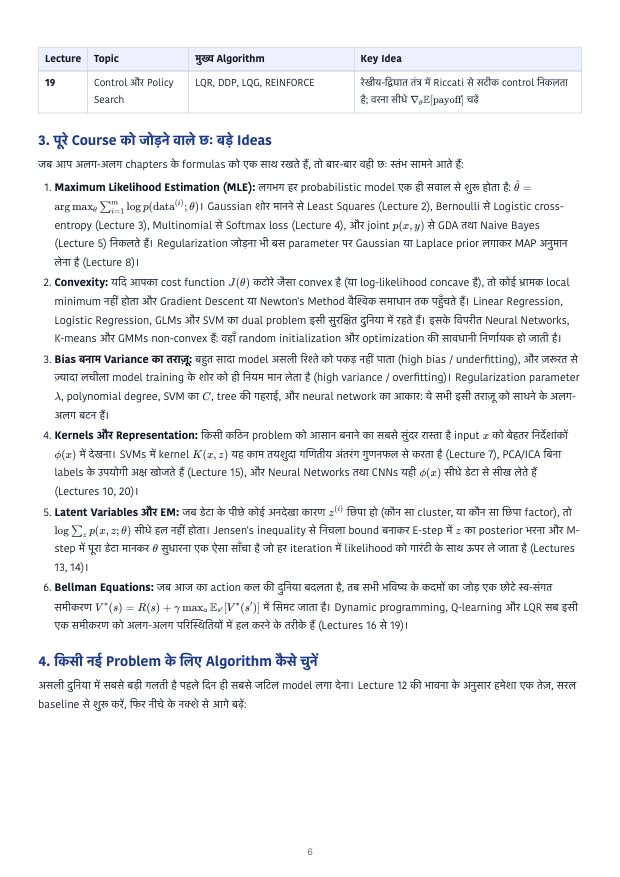 Lecture Topic मुख्य Algorithm Key Idea
19 Control और Policy Search LQR, DDP, LQG, REINFORCE रेखीय-द्विघात तंत्र में Riccati से सटीक control निकलता है; वरना सीधे ∇_θ𝔼[payoff] चढ़ें
3. पूरे Course को जोड़ने वाले छः बड़े Ideas
जब आप अलग-अलग chapters के formulas को एक साथ रखते हैं, तो बार-बार वही छः स्तंभ सामने आते हैं:
1. Maximum Likelihood Estimation (MLE): लगभग हर probabilistic model एक ही सवाल से शुरू होता है: θ̂ =
arg max_θ ∑_{i=1}^{m} log p(data^{(i)}; θ)। Gaussian शोर मानने से Least Squares (Lecture 2), Bernoulli से Logistic cross-
entropy (Lecture 3), Multinomial से Softmax loss (Lecture 4), और joint p(x, y) से GDA तथा Naive Bayes
(Lecture 5) निकलते हैं। Regularization जोड़ना भी बस parameter पर Gaussian या Laplace prior लगाकर MAP अनुमान
लेना है (Lecture 8)।
2. Convexity: यदि आपका cost function J(θ) कटोरे जैसा convex है (या log-likelihood concave है), तो कोई भ्रामक local
minimum नहीं होता और Gradient Descent या Newton's Method वैश्विक समाधान तक पहुँचते हैं। Linear Regression,
Logistic Regression, GLMs और SVM का dual problem इसी सुरक्षित दुनिया में रहते हैं। इसके विपरीत Neural Networks,
K-means और GMMs non-convex हैं: वहाँ random initialization और optimization की सावधानी निर्णायक हो जाती है।
3. Bias बनाम Variance का तराज़ू: बहुत सादा model असली रिश्ते को पकड़ नहीं पाता (high bias / underfitting), और ज़रूरत से
ज़्यादा लचीला model training के शोर को ही नियम मान लेता है (high variance / overfitting)। Regularization parameter
λ, polynomial degree, SVM का C, tree की गहराई, और neural network का आकार: ये सभी इसी तराज़ू को साधने के अलग-
अलग बटन हैं।
4. Kernels और Representation: किसी कठिन problem को आसान बनाने का सबसे सुंदर रास्ता है input x को बेहतर निर्देशांकों
ϕ(x) में देखना। SVMs में kernel K(x, z) यह काम तयशुदा गणितीय अंतरंग गुणनफल से करता है (Lecture 7), PCA/ICA बिना
labels के उपयोगी अक्ष खोजते हैं (Lecture 15), और Neural Networks तथा CNNs यही ϕ(x) सीधे डेटा से सीख लेते हैं
(Lectures 10, 20)।
5. Latent Variables और EM: जब डेटा के पीछे कोई अनदेखा कारण z^{(i)} छिपा हो (कौन सा cluster, या कौन सा छिपा factor), तो
log ∑_z p(x, z; θ) सीधे हल नहीं होता। Jensen's inequality से निचला bound बनाकर E-step में z का posterior भरना और M-
step में पूरा डेटा मानकर θ सुधारना एक ऐसा साँचा है जो हर iteration में likelihood को गारंटी के साथ ऊपर ले जाता है (Lectures
13, 14)।
6. Bellman Equations: जब आज का action कल की दुनिया बदलता है, तब सभी भविष्य के कदमों का जोड़ एक छोटे स्व-संगत
समीकरण V*(s) = R(s) + γ max_a 𝔼_{s′}[V*(s′)] में सिमट जाता है। Dynamic programming, Q-learning और LQR सब इसी
एक समीकरण को अलग-अलग परिस्थितियों में हल करने के तरीके हैं (Lectures 16 से 19)।
4. किसी नई Problem के लिए Algorithm कैसे चुनें
असली दुनिया में सबसे बड़ी गलती है पहले दिन ही सबसे जटिल model लगा देना। Lecture 12 की भावना के अनुसार हमेशा एक तेज़, सरल
baseline से शुरू करें, फिर नीचे के नक्शे से आगे बढ़ें:
6